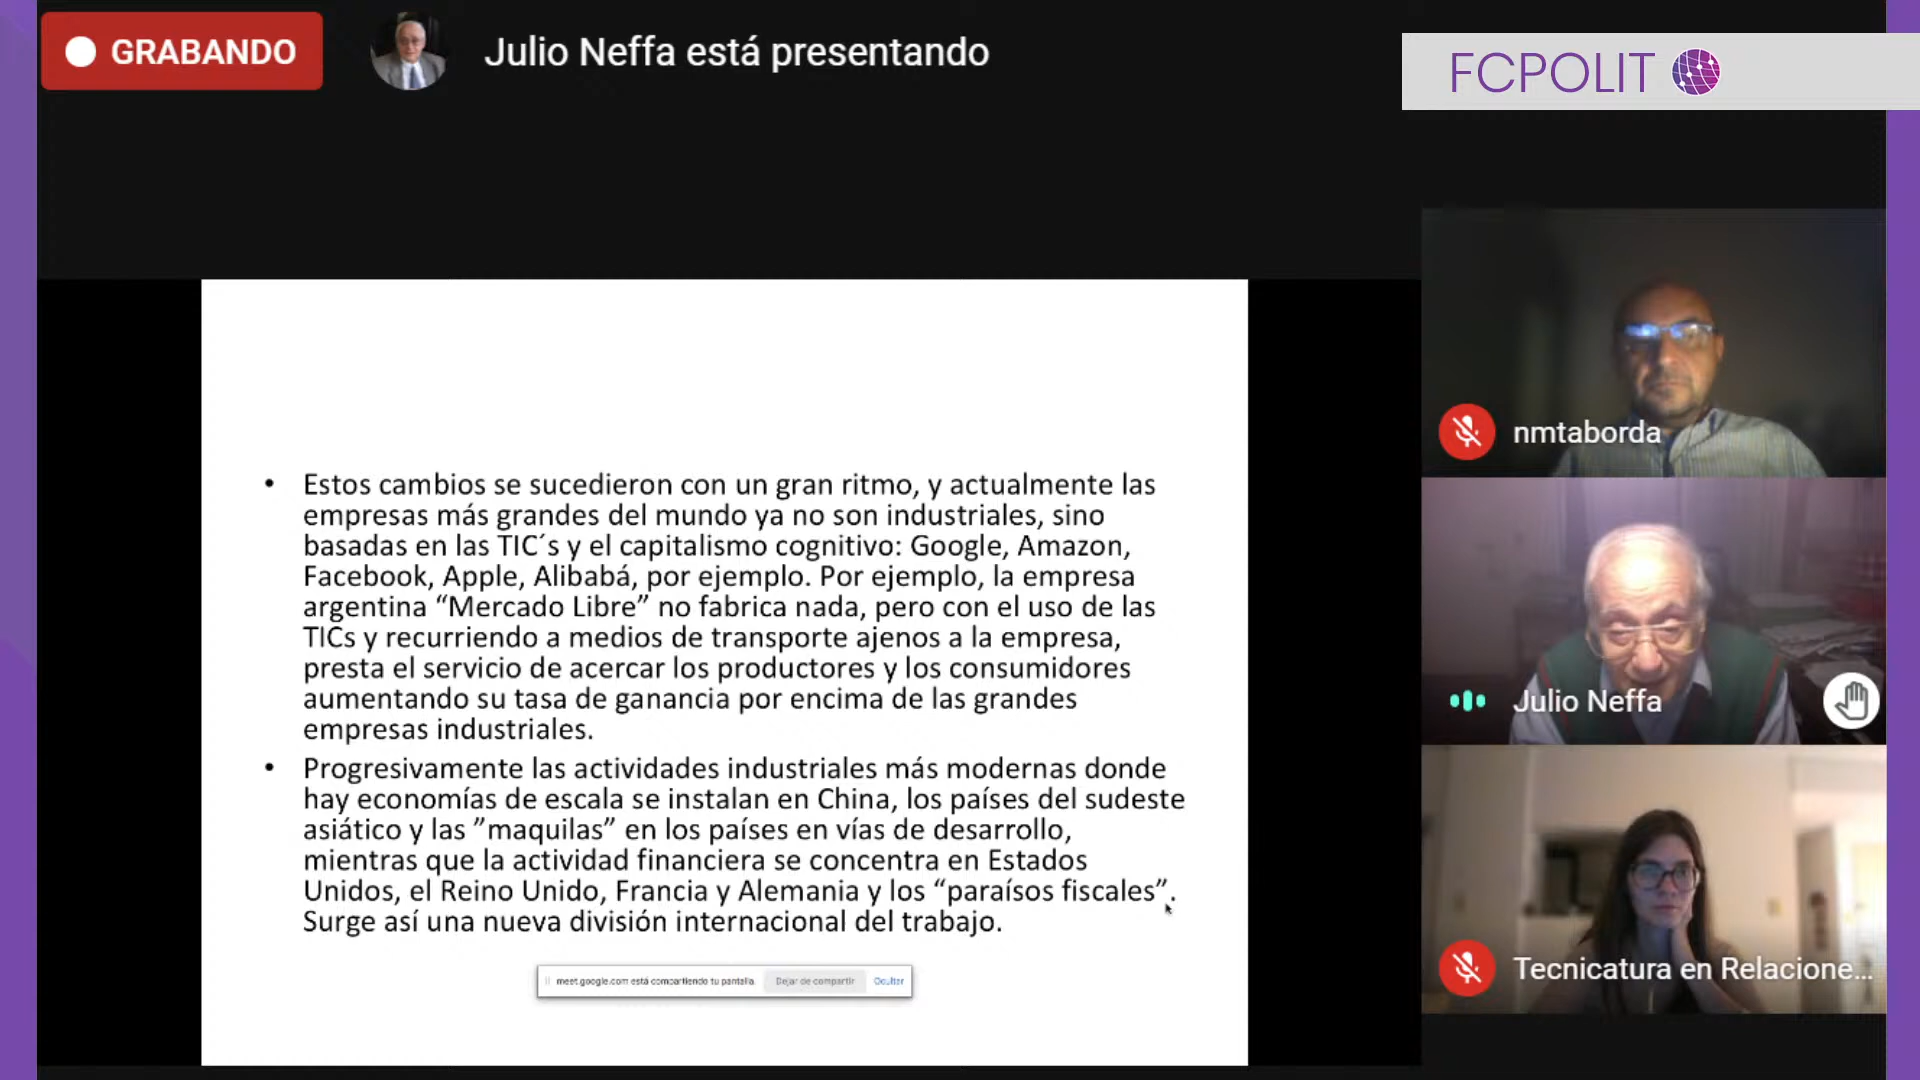 GRABANDO
Julio Neffa está presentando
FCPOLIT
Estos cambios se sucedieron con un gran ritmo, y actualmente las
empresas más grandes del mundo ya no son industriales, sino
basadas en las TIC´s y el capitalismo cognitivo: Google, Amazon,
Facebook, Apple, Alibabá, por ejemplo. Por ejemplo, la empresa
argentina “Mercado Libre” no fabrica nada, pero con el uso de las
TICs y recurriendo a medios de transporte ajenos a la empresa,
presta el servicio de acercar los productores y los consumidores
aumentando su tasa de ganancia por encima de las grandes
empresas industriales.
Progresivamente las actividades industriales más modernas donde
hay economías de escala se instalan en China, los países del sudeste
asiático y las ”maquilas” en los países en vías de desarrollo,
mientras que la actividad financiera se concentra en Estados
Unidos, el Reino Unido, Francia y Alemania y los “paraísos fiscales”.
Surge así una nueva división internacional del trabajo.
meet.google.com está compartiendo tu pantalla. Dejar de compartir Ocultar
nmtaborda
Julio Neffa
Tecnicatura en Relacione...